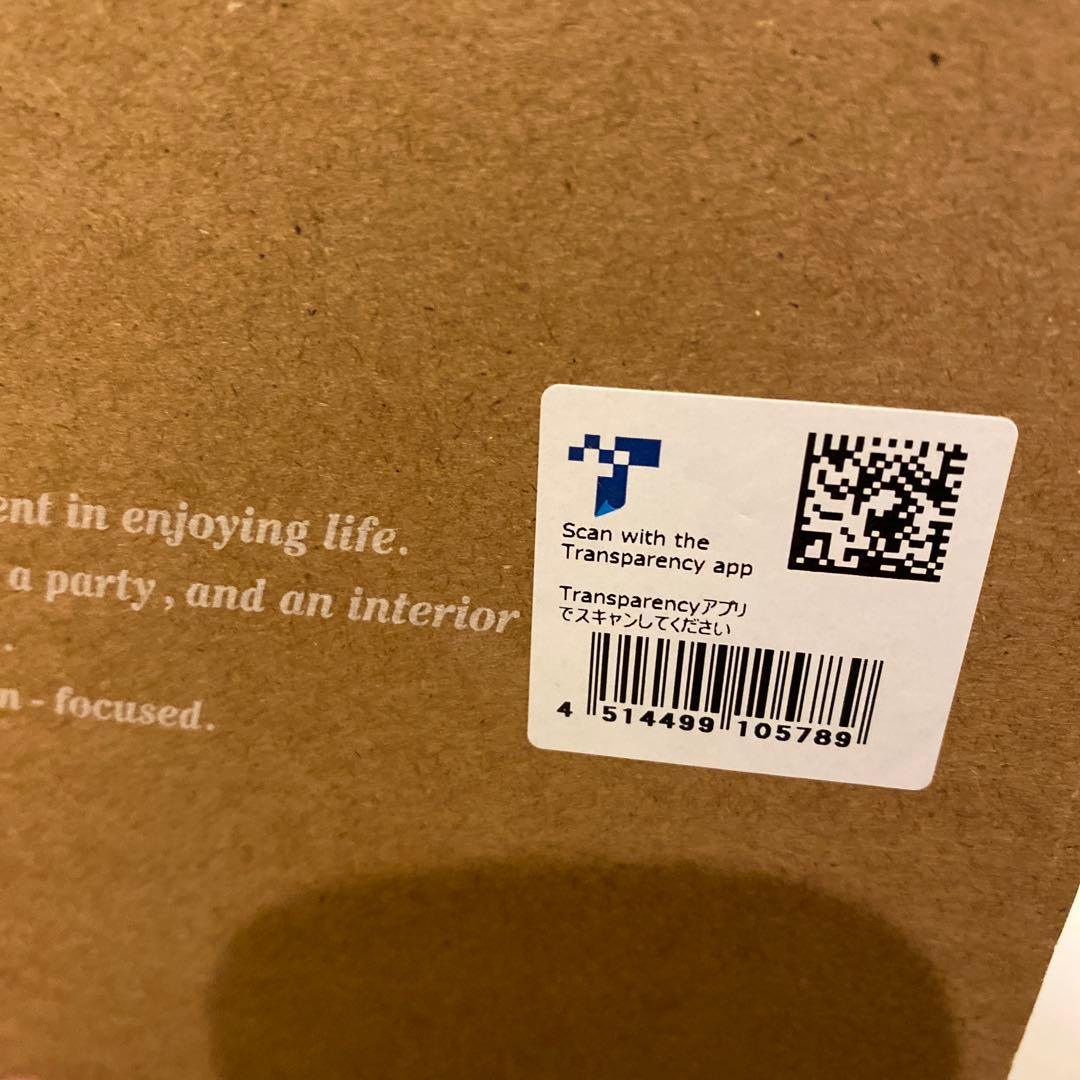 ent in enjoying life.
a party, and an interior
n - focused.
Scan with the
Transparency app
Transparencyアプリ
でスキャンしてください
4 514499 105789